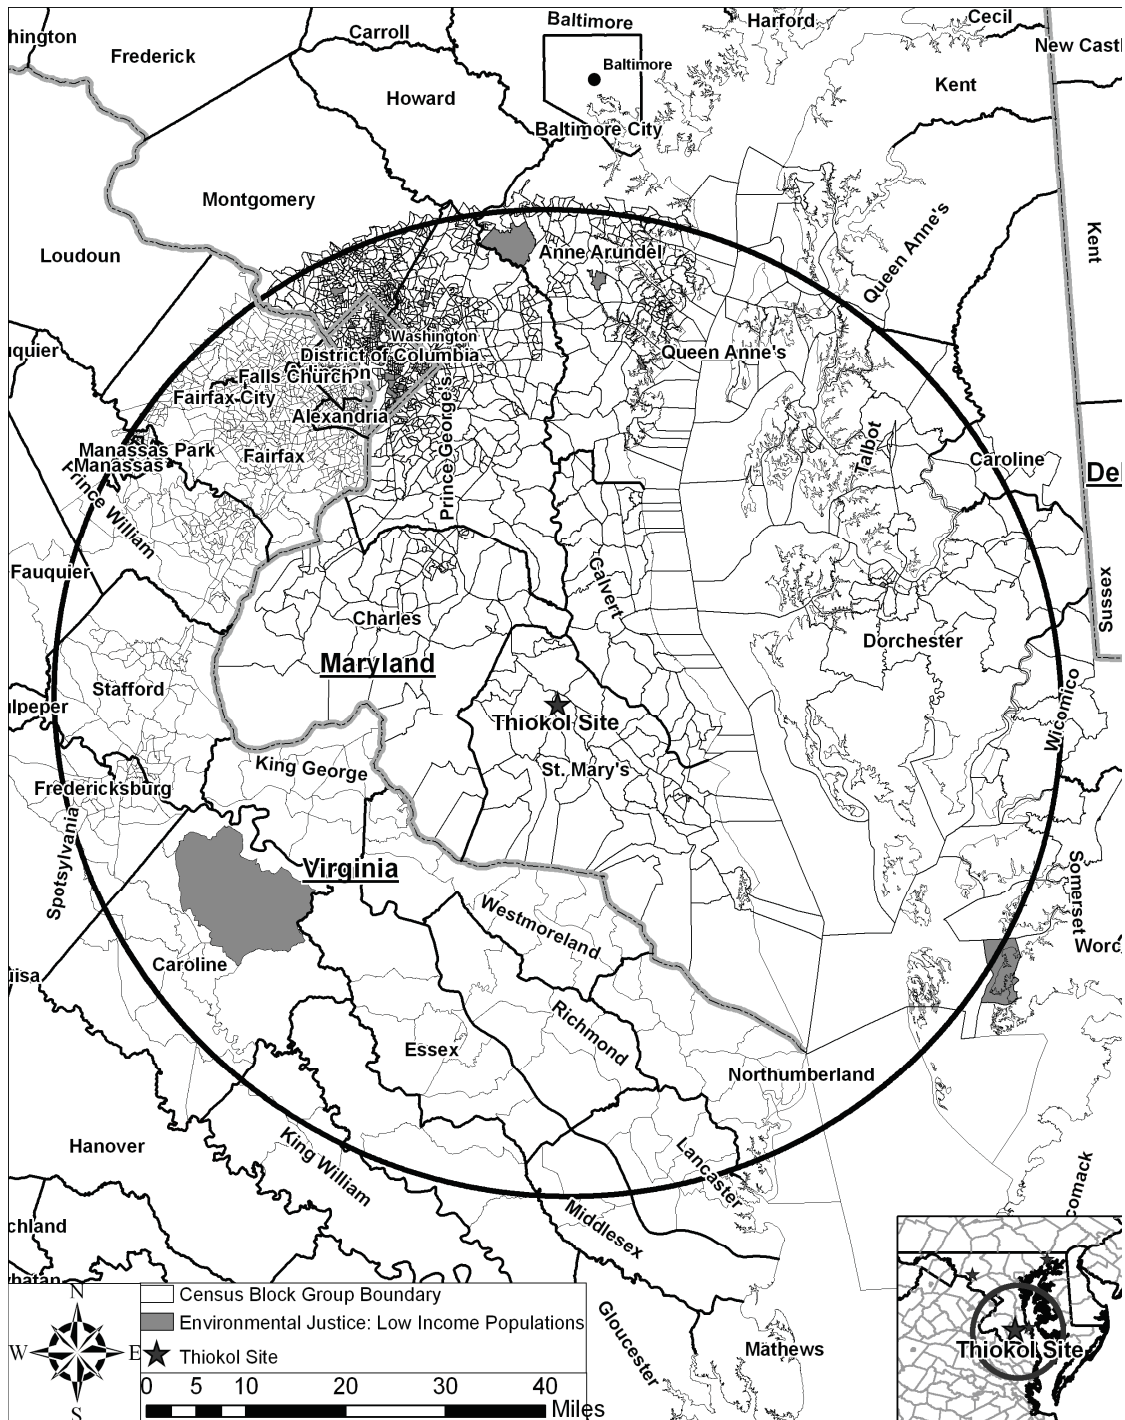 hington
Frederick
Carroll
Baltimore
Harford
Cecil
New Castl
Baltimore
Howard
Kent
Baltimore City
Montgomery
Queen Anne's
Kent
Loudoun
Anne Arundel
uquier
Washington
District of Columbia
Queen Anne's
Falls Church
Fairfax City
Alexandria
Prince George's
Talbot
Manassas Park
Manassas
Fairfax
Caroline
Del
Prince William
Fauquier
Calvert
Sussex
Charles
Dorchester
Maryland
Stafford
ulpeper
Thiokol Site
Wicomico
King George
St. Mary's
Fredericksburg
Spotsylvania
Virginia
Somerset
Westmoreland
Worc
Caroline
uisa
Richmond
Essex
Northumberland
Hanover
King William
Lancaster
comack
Middlesex
chland
whatan
N
W
E
S
Census Block Group Boundary
Environmental Justice: Low Income Populations
Thiokol Site
0 5 10 20 30 40
Miles
Gloucester
Mathews
Thiokol Site